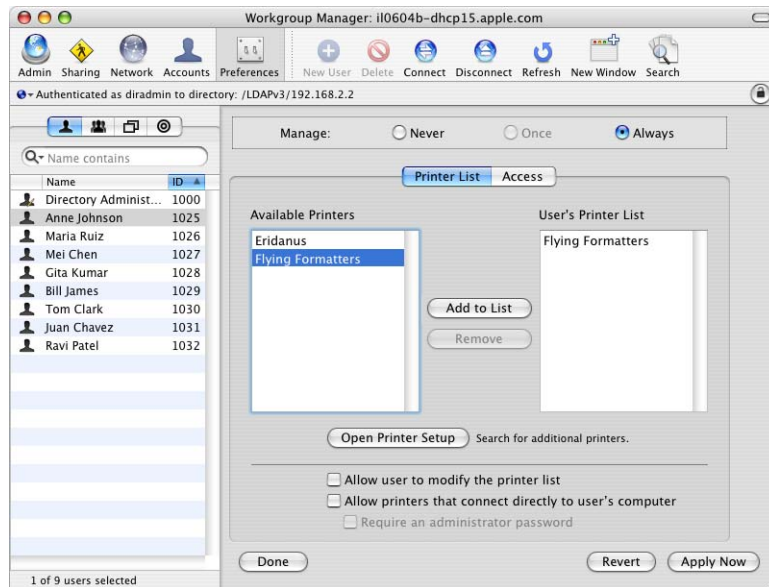 Workgroup Manager: il0604b-dhcp15.apple.com
Admin Sharing Network Accounts Preferences New User Delete Connect Disconnect Refresh New Window Search
Authenticated as diradmin to directory: /LDAPv3/192.168.2.2
Name contains
Name ID
Directory Administ... 1000
Anne Johnson 1025
Maria Ruiz 1026
Mei Chen 1027
Gita Kumar 1028
Bill James 1029
Tom Clark 1030
Juan Chavez 1031
Ravi Patel 1032
1 of 9 users selected
Manage: Never Once Always
Printer List Access
Available Printers
Eridanus
Flying Formatters
Add to List
Remove
User's Printer List
Flying Formatters
Open Printer Setup Search for additional printers.
Allow user to modify the printer list
Allow printers that connect directly to user's computer
Require an administrator password
Done Revert Apply Now